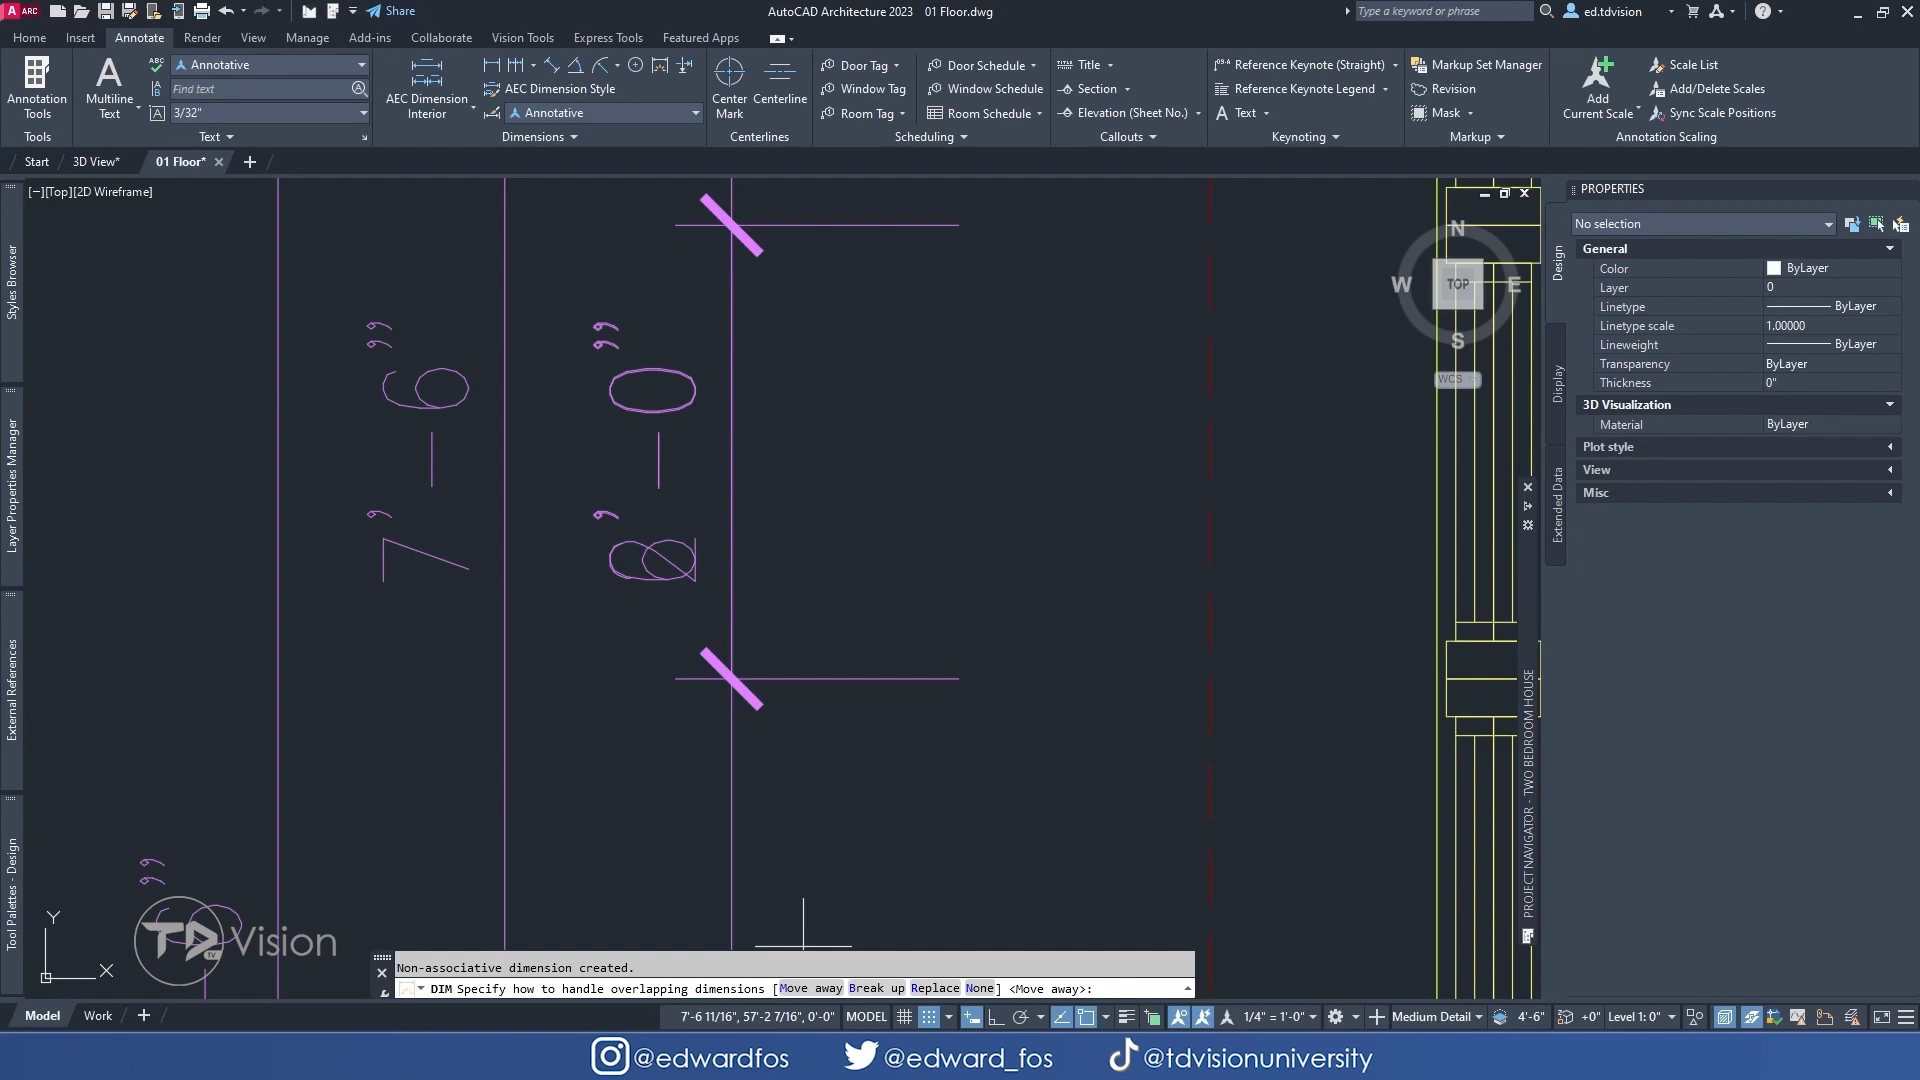 A ARC
Share
AutoCAD Architecture 2023 01 Floor.dwg
Type a keyword or phrase
ed.tdvision
Home Insert Annotate Render View Manage Add-ins Collaborate Vision Tools Express Tools Featured Apps
Annotation Tools
Tools
Multiline Text
ABC
Annotative
Find text
3/32"
Text
AEC Dimension Interior
AEC Dimension Style
Annotative
Dimensions
Center Mark
Centerline
Centerlines
Door Tag
Window Tag
Room Tag
Door Schedule
Window Schedule
Room Schedule
Scheduling
Title
Section
Elevation (Sheet No.)
Callouts
Reference Keynote (Straight)
Reference Keynote Legend
Text
Keynoting
Markup Set Manager
Revision
Mask
Markup
Add Current Scale
Scale List
Add/Delete Scales
Sync Scale Positions
Annotation Scaling
Start 3D View* 01 Floor*
[−][Top][2D Wireframe]
Styles Browser
Layer Properties Manager
External References
Tool Palettes - Design
N
W TOP E
S
WCS
PROJECT NAVIGATOR - TWO BEDROOM HOUSE
PROPERTIES
Design
Display
Extended Data
No selection
General
Color ByLayer
Layer 0
Linetype ByLayer
Linetype scale 1.00000
Lineweight ByLayer
Transparency ByLayer
Thickness 0"
3D Visualization
Material ByLayer
Plot style
View
Misc
7'-9"
Y
X
TD Vision
TV
Non-associative dimension created.
DIM Specify how to handle overlapping dimensions [Move away Break up Replace None] <Move away>:
Model Work
7'-6 11/16", 57'-2 7/16", 0'-0" MODEL 1/4" = 1'-0" Medium Detail 4'-6" +0" Level 1: 0"
@edwardfos @edward_fos @tdvisionuniversity